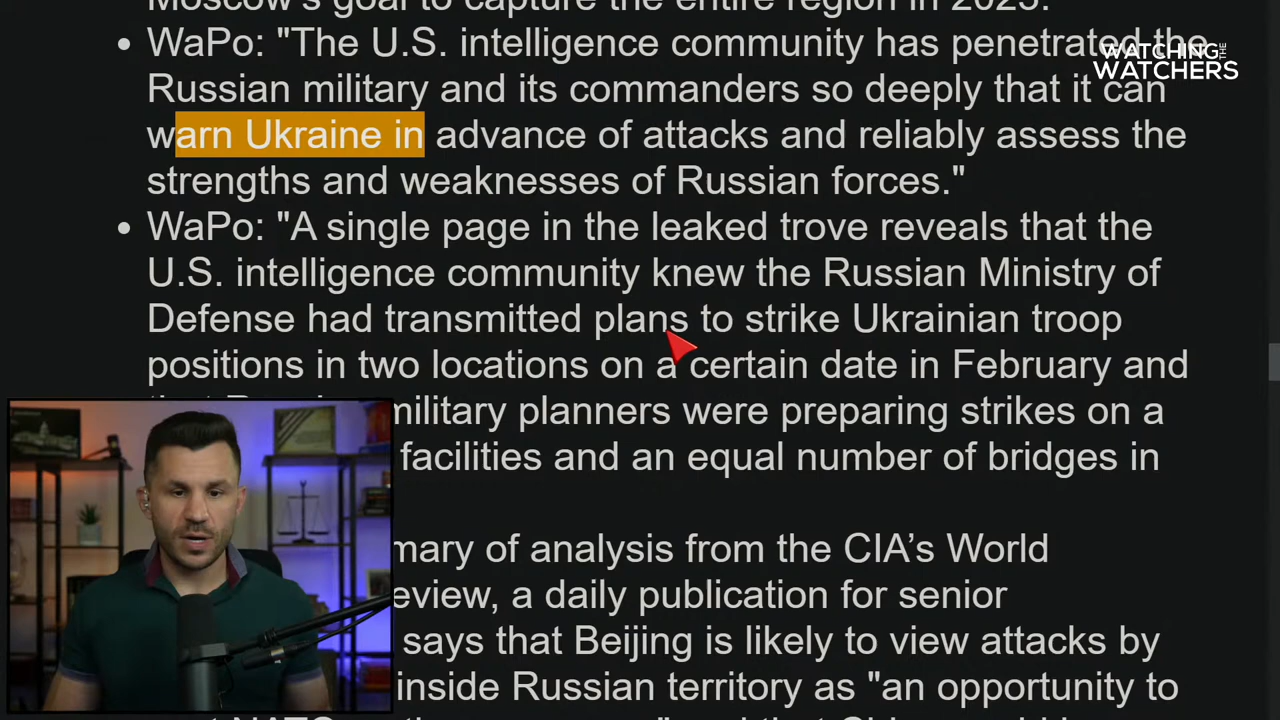 Moscow's goal to capture the entire region in 2023.
WATCHING THE
WATCHERS
• WaPo: "The U.S. intelligence community has penetrated the
Russian military and its commanders so deeply that it can
warn Ukraine in advance of attacks and reliably assess the
strengths and weaknesses of Russian forces."
• WaPo: "A single page in the leaked trove reveals that the
U.S. intelligence community knew the Russian Ministry of
Defense had transmitted plans to strike Ukrainian troop
positions in two locations on a certain date in February and
military planners were preparing strikes on a
facilities and an equal number of bridges in
mary of analysis from the CIA’s World
eview, a daily publication for senior
says that Beijing is likely to view attacks by
inside Russian territory as "an opportunity to